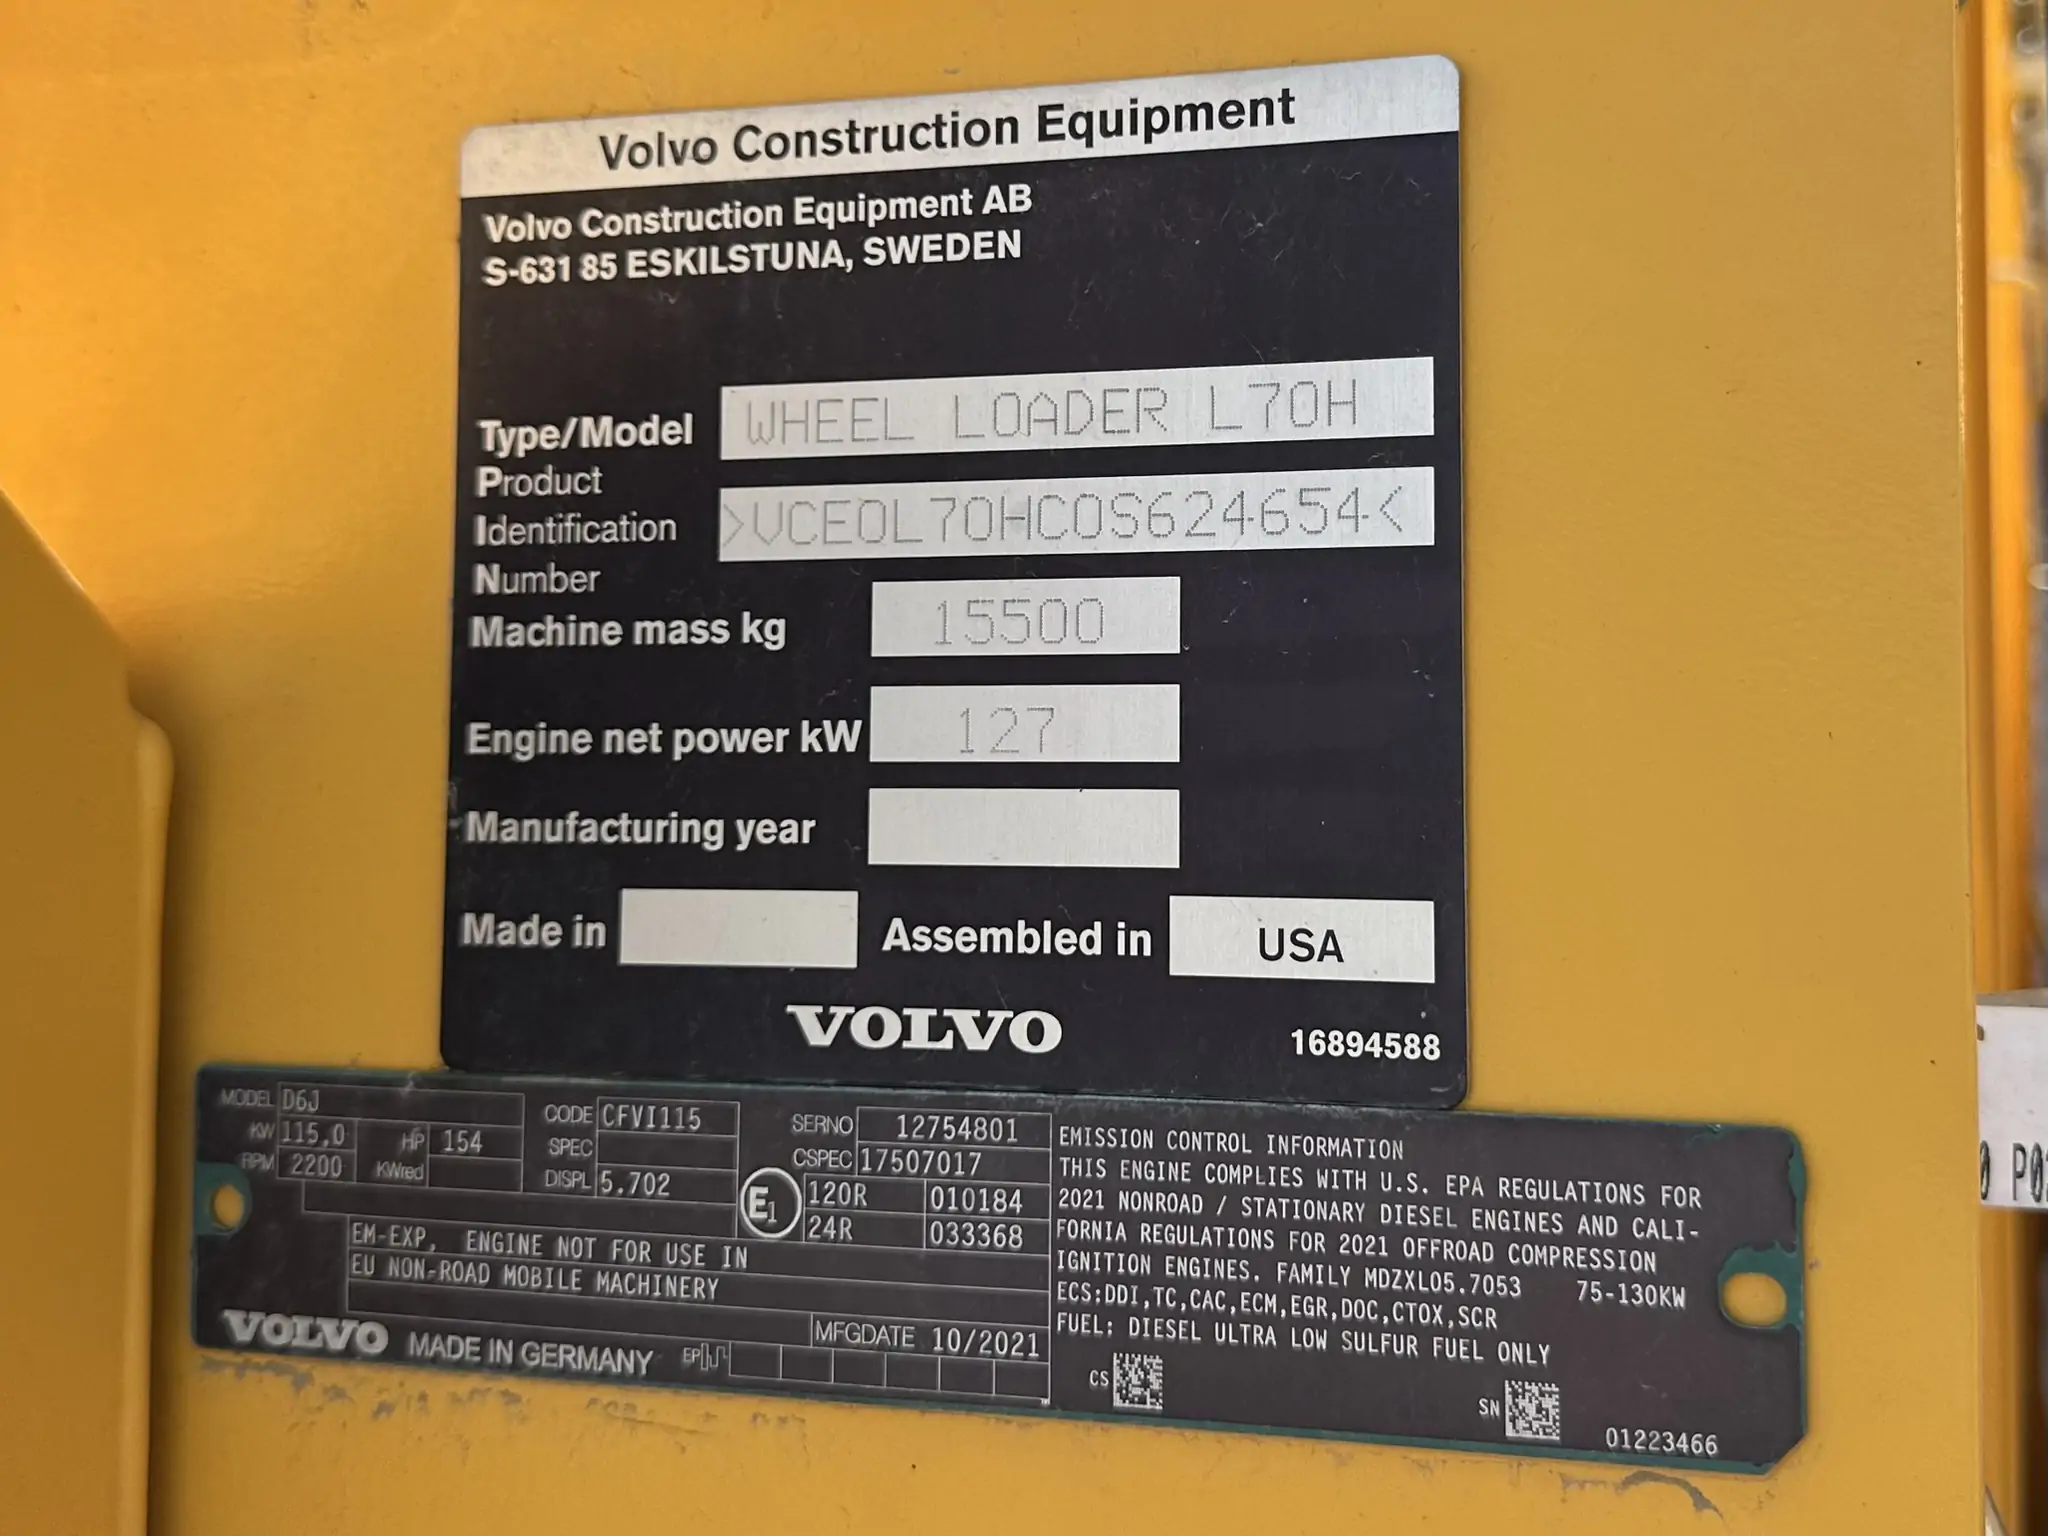 Volvo Construction Equipment
Volvo Construction Equipment AB
S-631 85 ESKILSTUNA, SWEDEN
Type/Model WHEEL LOADER L70H
Product
Identification >VCE0L70HC0S624654<
Number
Machine mass kg 15500
Engine net power kW 127
Manufacturing year
Made in Assembled in USA
VOLVO 16894588
MODEL D6J CODE CFVI115 SERNO 12754801
KW 115,0 HP 154 SPEC CSPEC 17507017
RPM 2200 KWred DISPL 5.702 E1 120R 010184
24R 033368
EM-EXP, ENGINE NOT FOR USE IN
EU NON-ROAD MOBILE MACHINERY
MFGDATE 10/2021
VOLVO MADE IN GERMANY EP
EMISSION CONTROL INFORMATION
THIS ENGINE COMPLIES WITH U.S. EPA REGULATIONS FOR
2021 NONROAD / STATIONARY DIESEL ENGINES AND CALI-
FORNIA REGULATIONS FOR 2021 OFFROAD COMPRESSION
IGNITION ENGINES. FAMILY MDZXL05.7053 75-130KW
ECS:DDI,TC,CAC,ECM,EGR,DOC,CTOX,SCR
FUEL: DIESEL ULTRA LOW SULFUR FUEL ONLY
CS SN 01223466